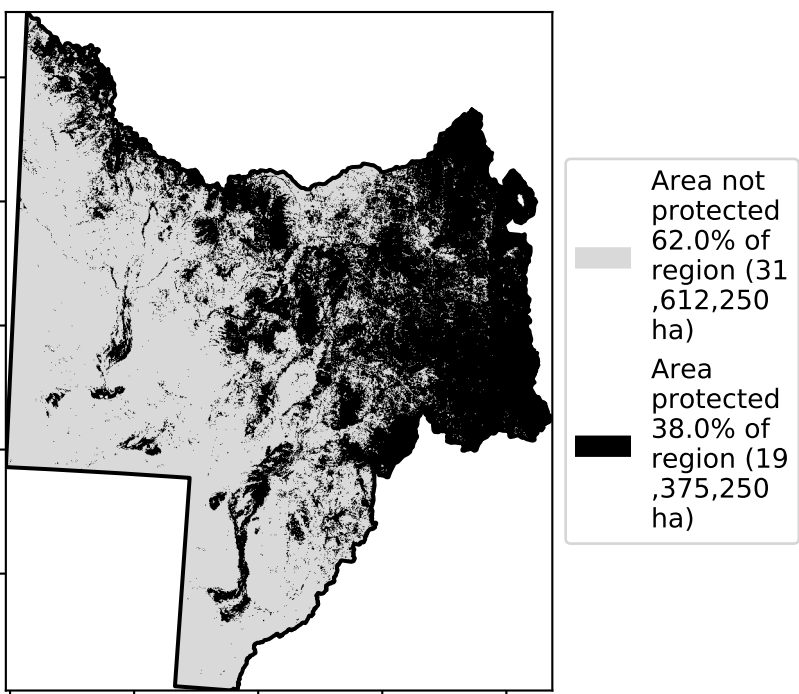 Area not
protected
62.0% of
region (31
,612,250
ha)
Area
protected
38.0% of
region (19
,375,250
ha)